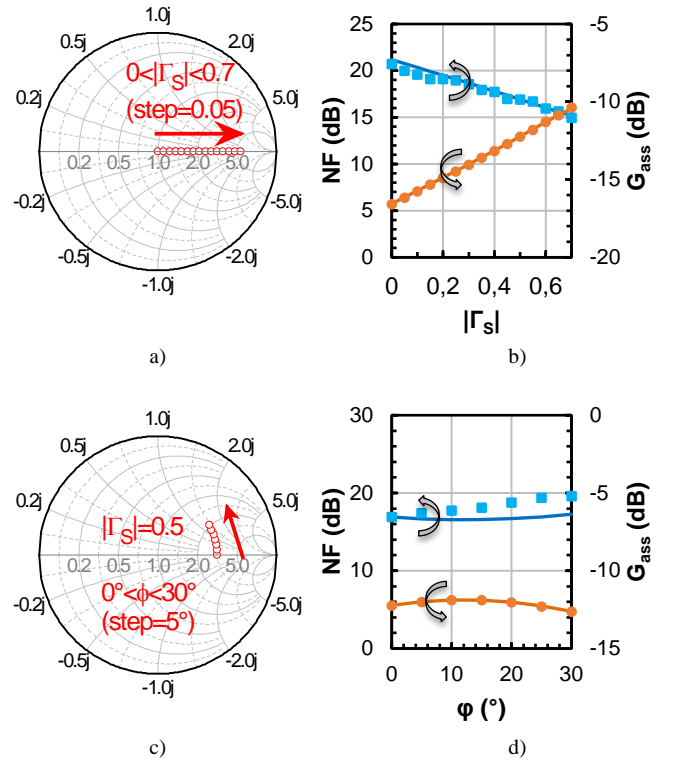 1.0j
0.5j
2.0j
0<|ΓS|<0.7
(step=0.05)
0.2j
5.0j
0.2 0.5 1.0 2.0 5.0
-0.2j
-5.0j
-0.5j
-2.0j
-1.0j
a)
25
20
15
10
5
0
NF (dB)
-5
-10
-15
-20
Gass (dB)
0 0,2 0,4 0,6
|ΓS|
b)
1.0j
0.5j
2.0j
|ΓS|=0.5
0.2j
5.0j
0.2 0.5 1.0 2.0 5.0
0°<ϕ<30°
(step=5°)
-0.2j
-5.0j
-0.5j
-2.0j
-1.0j
c)
30
20
10
0
NF (dB)
0
-5
-10
-15
Gass (dB)
0 10 20 30
φ (°)
d)